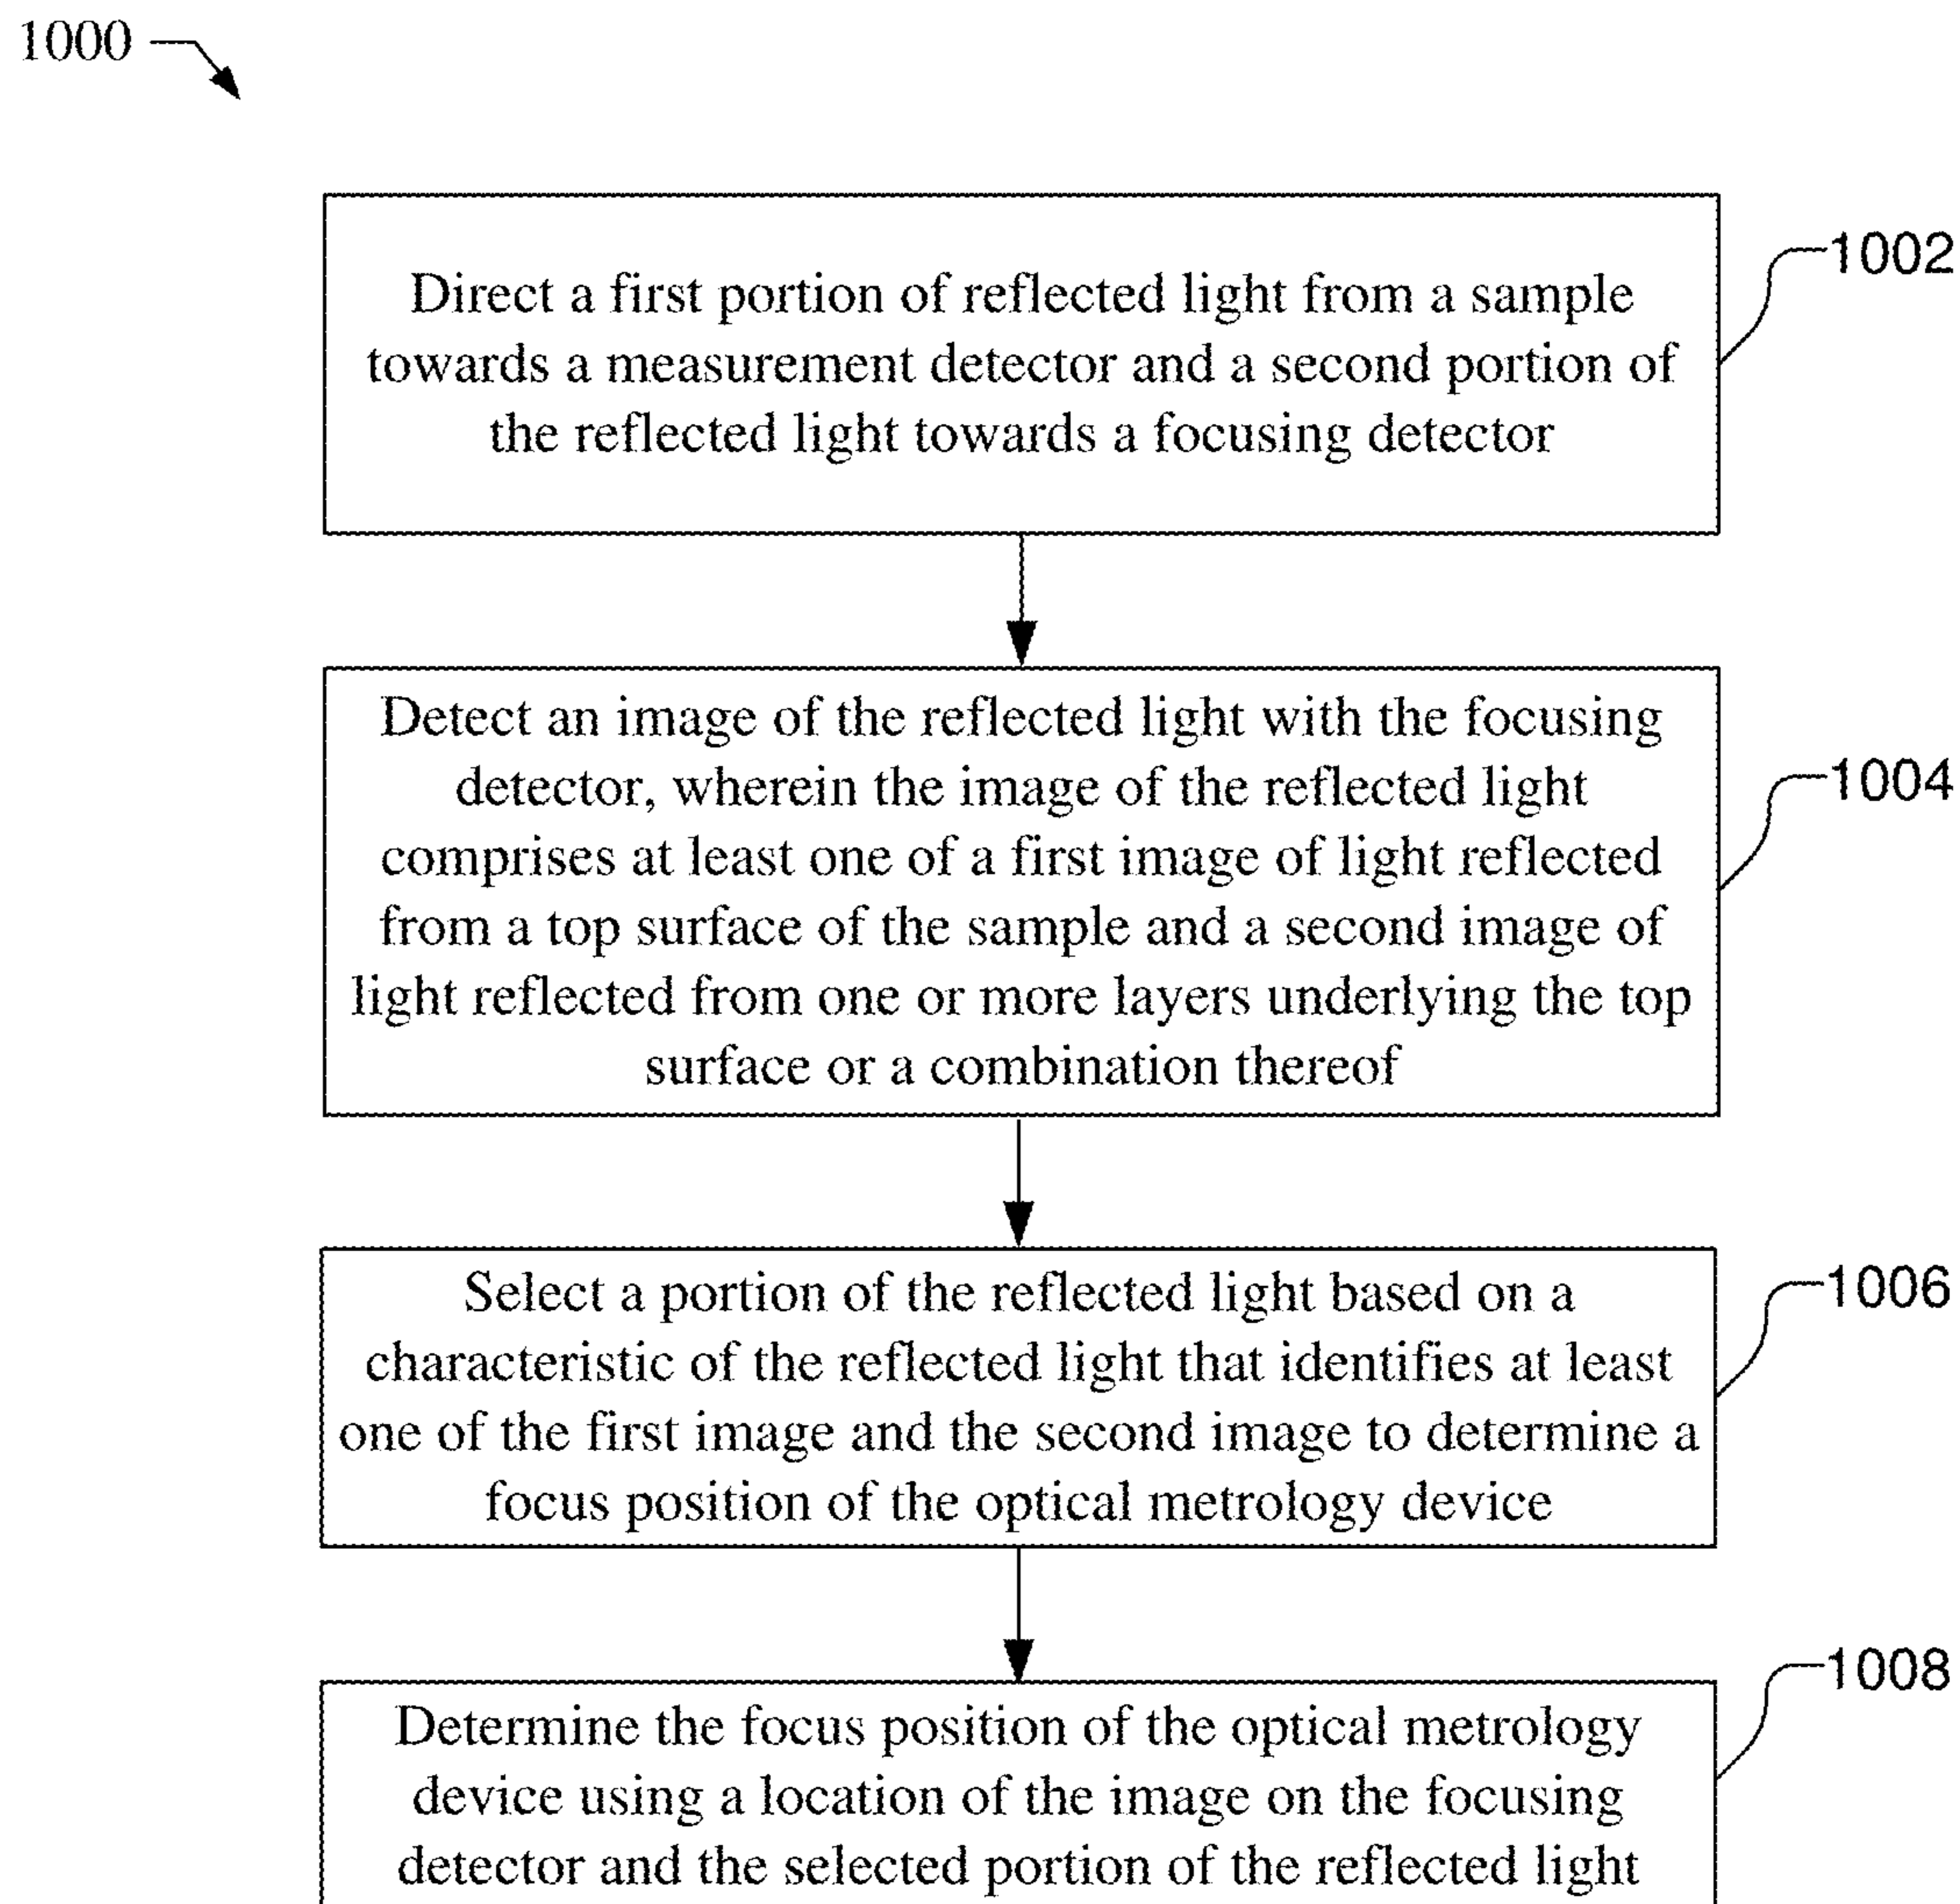 1000
Direct a first portion of reflected light from a sample
towards a measurement detector and a second portion of
the reflected light towards a focusing detector
1002
Detect an image of the reflected light with the focusing
detector, wherein the image of the reflected light
comprises at least one of a first image of light reflected
from a top surface of the sample and a second image of
light reflected from one or more layers underlying the top
surface or a combination thereof
1004
Select a portion of the reflected light based on a
characteristic of the reflected light that identifies at least
one of the first image and the second image to determine a
focus position of the optical metrology device
1006
Determine the focus position of the optical metrology
device using a location of the image on the focusing
detector and the selected portion of the reflected light
1008